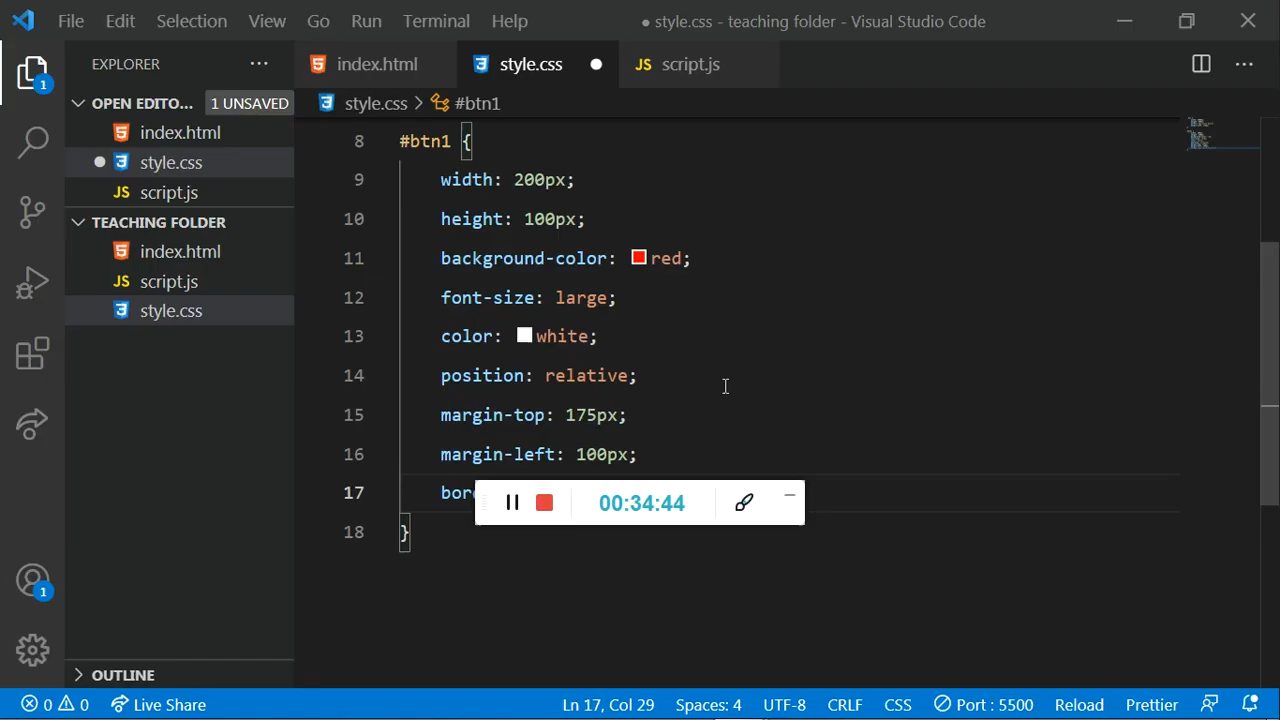 File Edit Selection View Go Run Terminal Help
● style.css - teaching folder - Visual Studio Code
EXPLORER
index.html
style.css
script.js
OPEN EDITO... 1 UNSAVED
style.css > #btn1
index.html
style.css
script.js
TEACHING FOLDER
index.html
script.js
style.css
8 #btn1 {
9 width: 200px;
10 height: 100px;
11 background-color: red;
12 font-size: large;
13 color: white;
14 position: relative;
15 margin-top: 175px;
16 margin-left: 100px;
17
18 }
00:34:44
1
1
OUTLINE
0 0 Live Share
Ln 17, Col 29 Spaces: 4 UTF-8 CRLF CSS Port : 5500 Reload Prettier